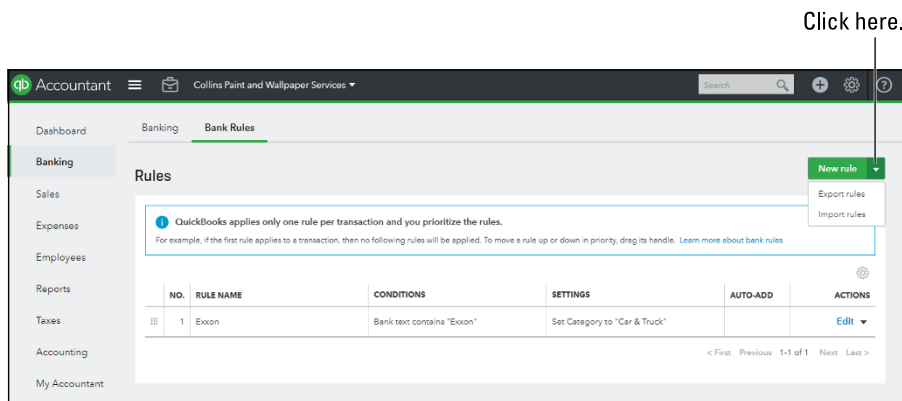 Click here.
qb Accountant Collins Paint and Wallpaper Services Search
Dashboard
Banking
Sales
Expenses
Employees
Reports
Taxes
Accounting
My Accountant
Banking Bank Rules
Rules
New rule
Export rules
Import rules
QuickBooks applies only one rule per transaction and you prioritize the rules.
For example, if the first rule applies to a transaction, then no following rules will be applied. To move a rule up or down in priority, drag its handle. Learn more about bank rules
NO. RULE NAME CONDITIONS SETTINGS AUTO-ADD ACTIONS
1 Exxon Bank text contains "Exxon" Set Category to "Car & Truck" Edit
< First Previous 1-1 of 1 Next Last >